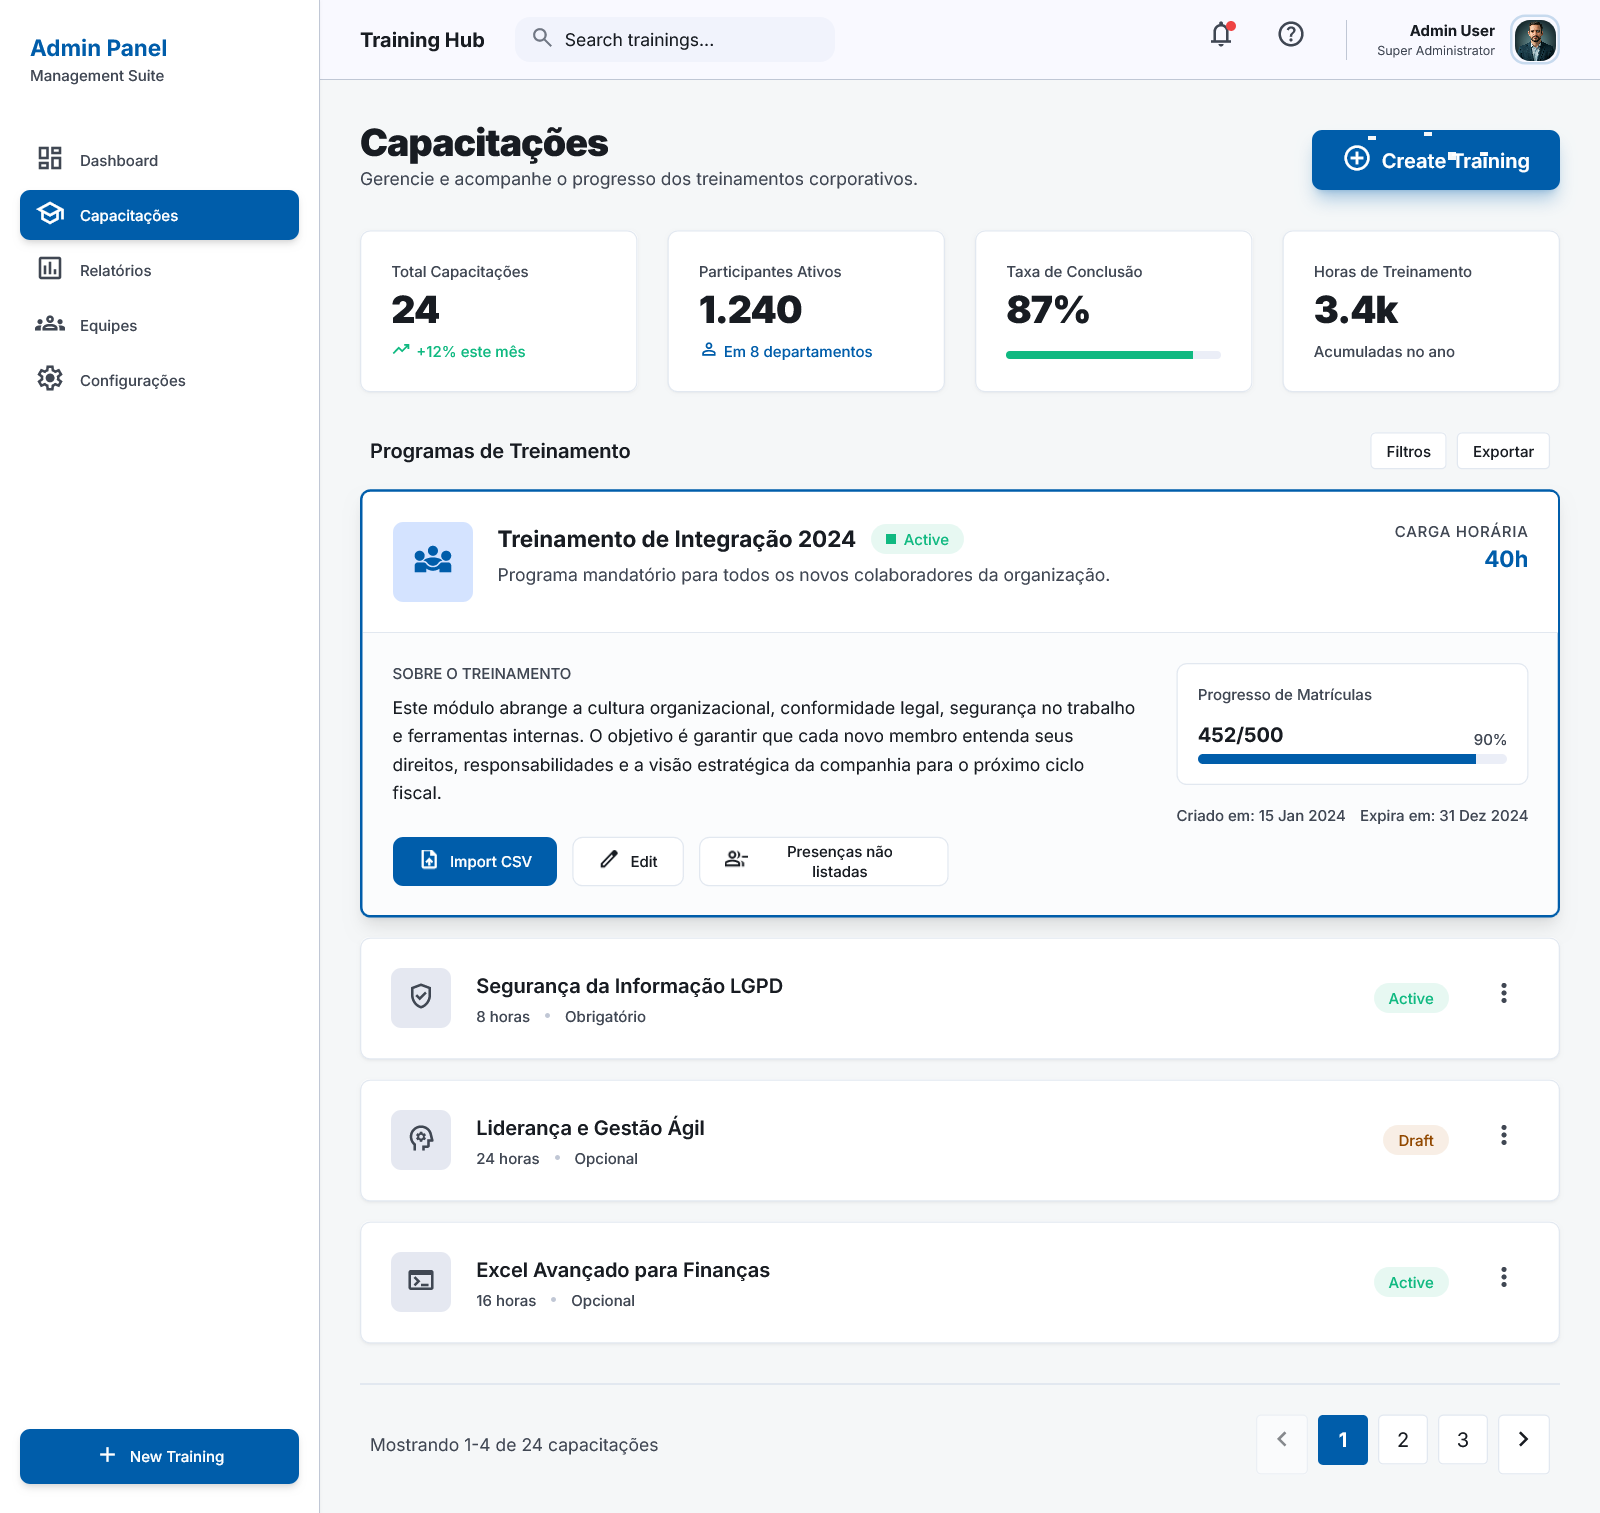 Admin Panel
Management Suite
Dashboard
Capacitações
Relatórios
Equipes
Configurações
New Training
Training Hub
Search trainings...
Admin User
Super Administrator
Capacitações
Gerencie e acompanhe o progresso dos treinamentos corporativos.
Create Training
Total Capacitações
24
+12% este mês
Participantes Ativos
1.240
Em 8 departamentos
Taxa de Conclusão
87%
Horas de Treinamento
3.4k
Acumuladas no ano
Programas de Treinamento
Filtros
Exportar
Treinamento de Integração 2024
Active
Programa mandatório para todos os novos colaboradores da organização.
CARGA HORÁRIA
40h
SOBRE O TREINAMENTO
Este módulo abrange a cultura organizacional, conformidade legal, segurança no trabalho
e ferramentas internas. O objetivo é garantir que cada novo membro entenda seus
direitos, responsabilidades e a visão estratégica da companhia para o próximo ciclo
fiscal.
Import CSV
Edit
Presenças não
listadas
Progresso de Matrículas
452/500
90%
Criado em: 15 Jan 2024
Expira em: 31 Dez 2024
Segurança da Informação LGPD
8 horas • Obrigatório
Active
Liderança e Gestão Ágil
24 horas • Opcional
Draft
Excel Avançado para Finanças
16 horas • Opcional
Active
Mostrando 1-4 de 24 capacitações
1
2
3